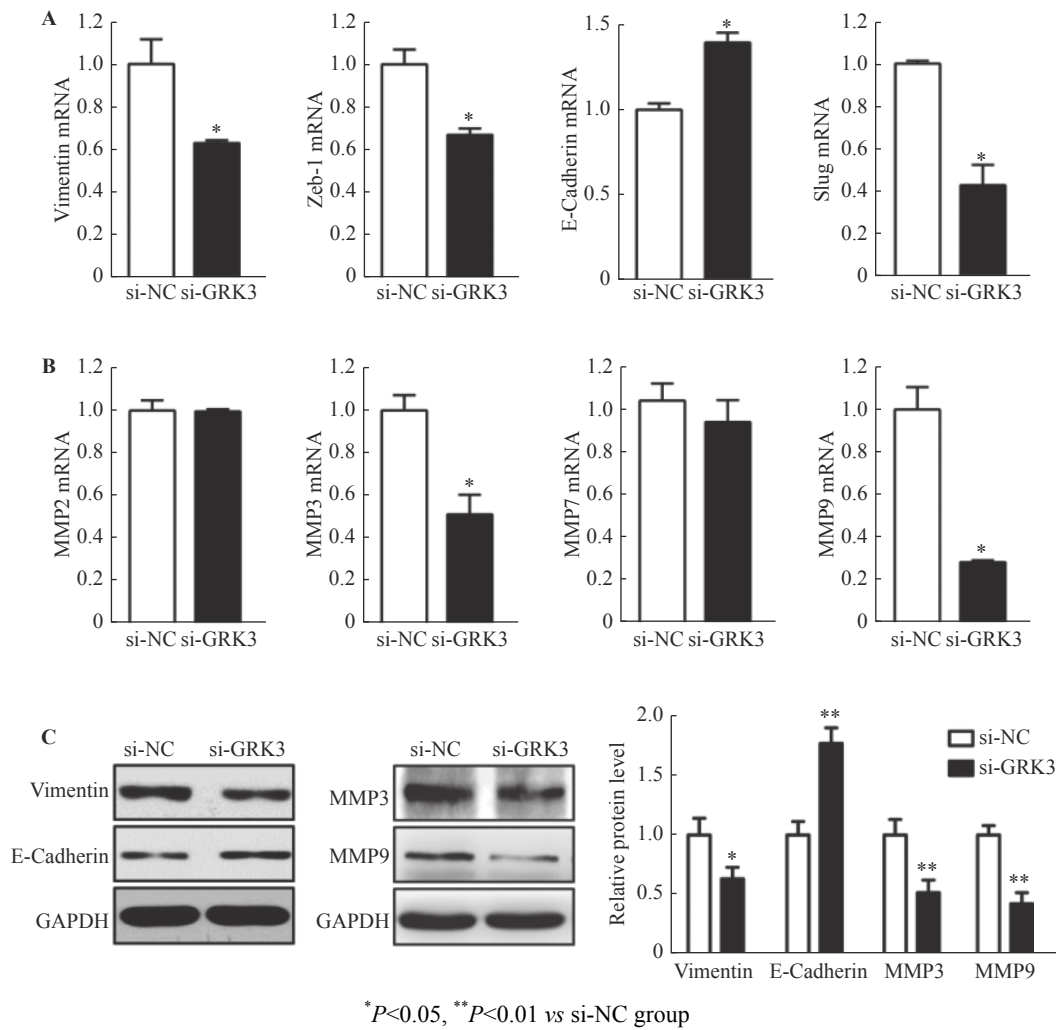 A
Vimentin mRNA
1.2
1.0
0.8
0.6
0.4
0.2
0
*
si-NC si-GRK3
Zeb-1 mRNA
1.2
1.0
0.8
0.6
0.4
0.2
0
*
si-NC si-GRK3
E-Cadherin mRNA
1.5
1.0
1.5
0
*
si-NC si-GRK3
Slug mRNA
1.2
1.0
0.8
0.6
0.4
0.2
0
*
si-NC si-GRK3
B
MMP2 mRNA
1.2
1.0
0.8
0.6
0.4
0.2
0
si-NC si-GRK3
MMP3 mRNA
1.2
1.0
0.8
0.6
0.4
0.2
0
*
si-NC si-GRK3
MMP7 mRNA
1.2
1.0
0.8
0.6
0.4
0.2
0
si-NC si-GRK3
MMP9 mRNA
1.2
1.0
0.8
0.6
0.4
0.2
0
*
si-NC si-GRK3
C
si-NC si-GRK3
Vimentin
E-Cadherin
GAPDH
si-NC si-GRK3
MMP3
MMP9
GAPDH
Relative protein level
2.0
1.5
1.0
0.5
0
si-NC
si-GRK3
*
**
**
**
Vimentin E-Cadherin MMP3 MMP9
*P<0.05, **P<0.01 vs si-NC group